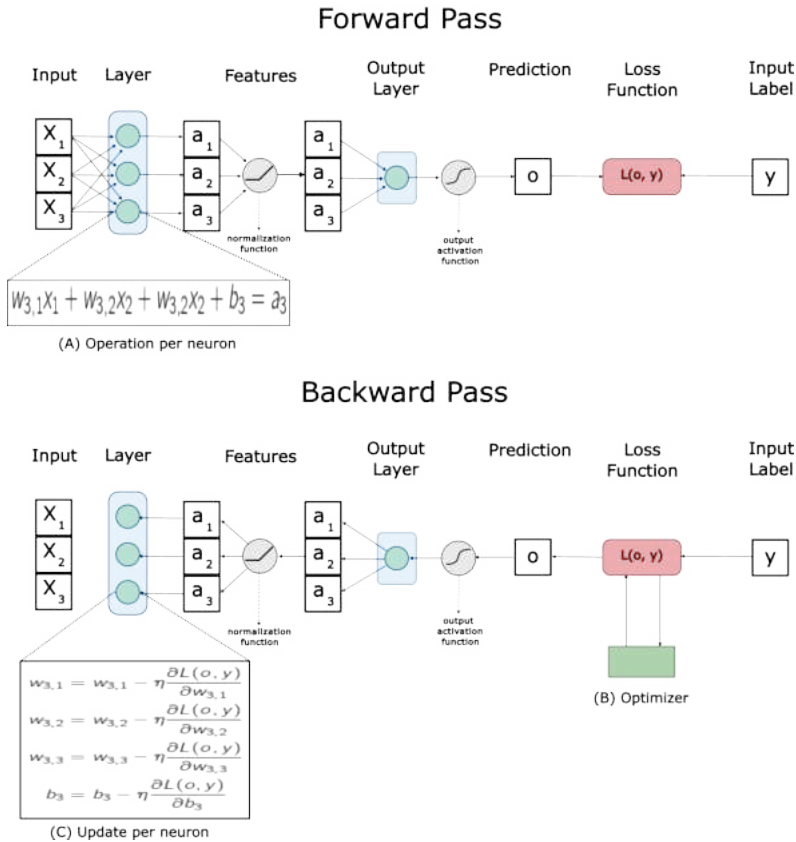 Forward Pass
Input Layer Features Output Layer Prediction Loss Function Input Label
X1 a1 a1
X2 a2 a2 o L(o, y) y
X3 a3 a3
normalization function
output activation function
w3,1x1 + w3,2x2 + w3,2x2 + b3 = a3
(A) Operation per neuron
Backward Pass
Input Layer Features Output Layer Prediction Loss Function Input Label
X1 a1 a1
X2 a2 a2 o L(o, y) y
X3 a3 a3
normalization function
output activation function
(B) Optimizer
w3,1 = w3,1 − η ∂L(o, y)/∂w3,1
w3,2 = w3,2 − η ∂L(o, y)/∂w3,2
w3,3 = w3,3 − η ∂L(o, y)/∂w3,3
b3 = b3 − η ∂L(o, y)/∂b3
(C) Update per neuron